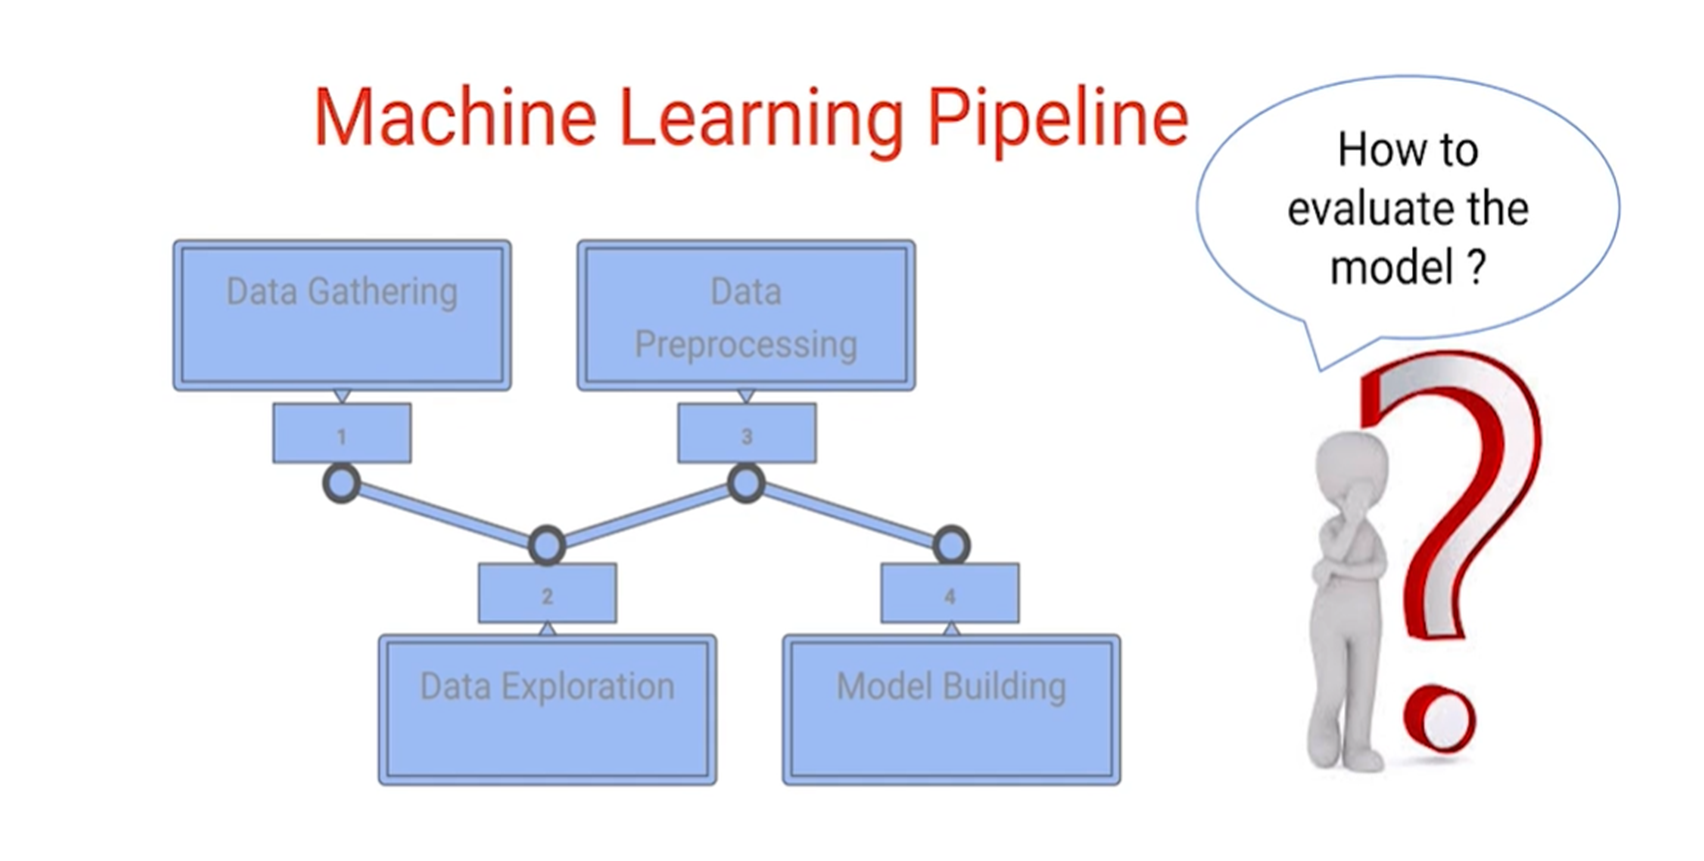 Machine Learning Pipeline
How to
evaluate the
model ?
Data Gathering
1
Data Exploration
2
Data
Preprocessing
3
Model Building
4